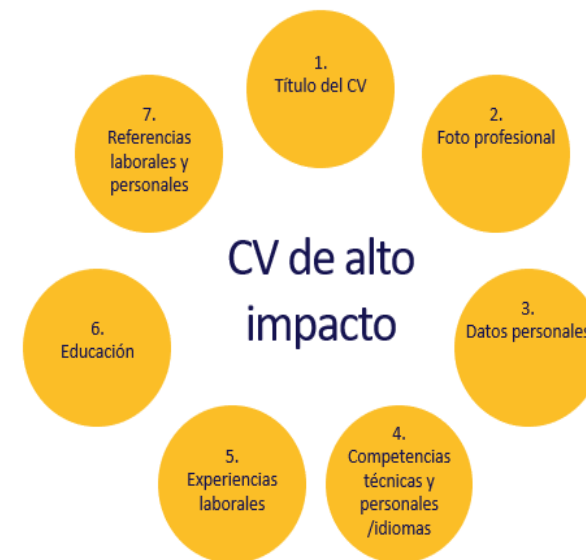 1.
Título del CV
2.
Foto profesional
3.
Datos personales
4.
Competencias
técnicas y
personales
/idiomas
5.
Experiencias
laborales
6.
Educación
7.
Referencias
laborales y
personales
CV de alto
impacto